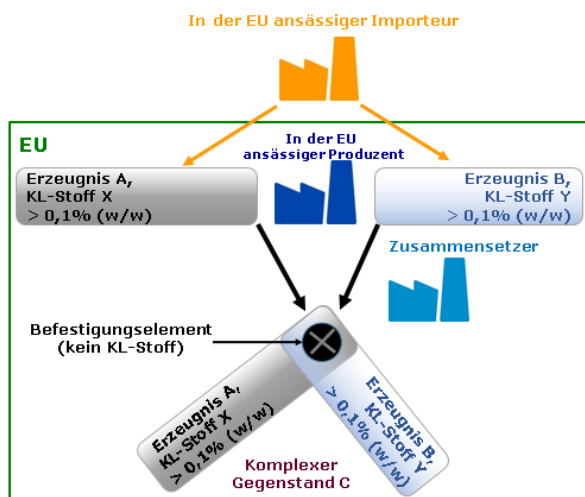 In der EU ansässiger Importeur
EU
In der EU
ansässiger Produzent
Erzeugnis A,
KL-Stoff X
> 0,1% (w/w)
Erzeugnis B,
KL-Stoff Y
> 0,1% (w/w)
Zusammensetzer
Befestigungselement
(kein KL-Stoff)
Erzeugnis A,
KL-Stoff X
> 0,1% (w/w)
Erzeugnis B,
KL-Stoff Y
> 0,1% (w/w)
Komplexer
Gegenstand C